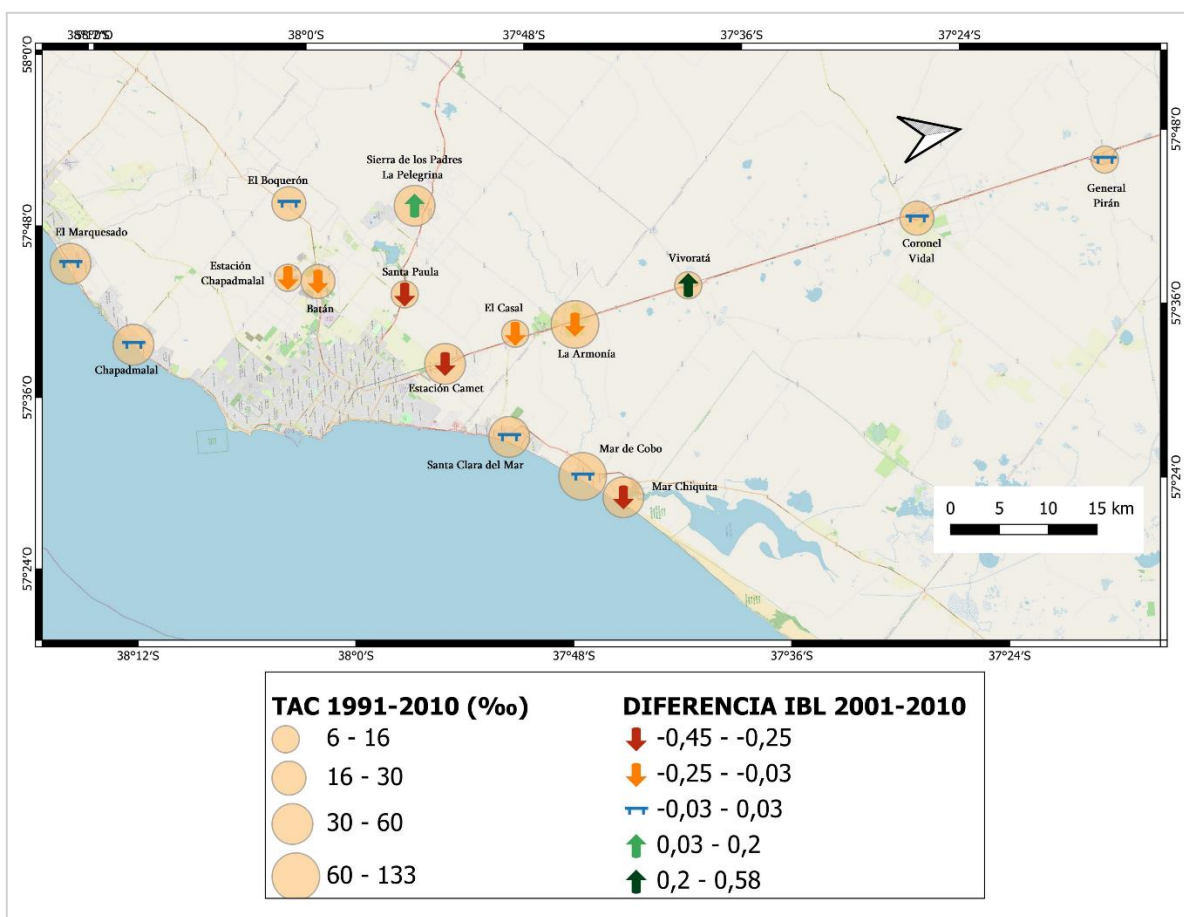 38°12'S
38°0'S
37°48'S
37°36'S
37°24'S
58°0'O
57°48'O
57°36'O
57°24'O
57°48'O
57°36'O
57°24'O
Sierra de los Padres
La Pelegrina
El Boquerón
El Marquesado
Estación
Chapadmalal
Batán
Santa Paula
El Casal
Vivoratá
Coronel
Vidal
General
Pirán
La Armonía
Estación Camet
Chapadmalal
Santa Clara del Mar
Mar de Cobo
Mar Chiquita
0 5 10 15 km
38°12'S
38°0'S
37°48'S
37°36'S
37°24'S
TAC 1991-2010 (‰)
6 - 16
16 - 30
30 - 60
60 - 133
DIFERENCIA IBL 2001-2010
-0,45 - -0,25
-0,25 - -0,03
-0,03 - 0,03
0,03 - 0,2
0,2 - 0,58